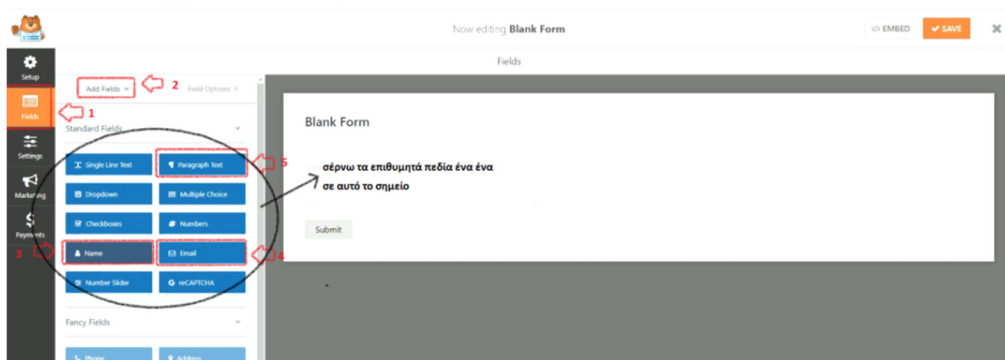 Now editing Blank Form
</> EMBED
SAVE
Setup
Fields
Add Fields
2
Field Options
Fields
1
Standard Fields
Blank Form
Settings
Single Line Text
Paragraph Text
5
σέρνω τα επιθυμητά πεδία ένα ένα
σε αυτό το σημείο
Marketing
Dropdown
Multiple Choice
Payments
Checkboxes
Numbers
Submit
3
Name
Email
4
Number Slider
reCAPTCHA
Fancy Fields
Phone
Address